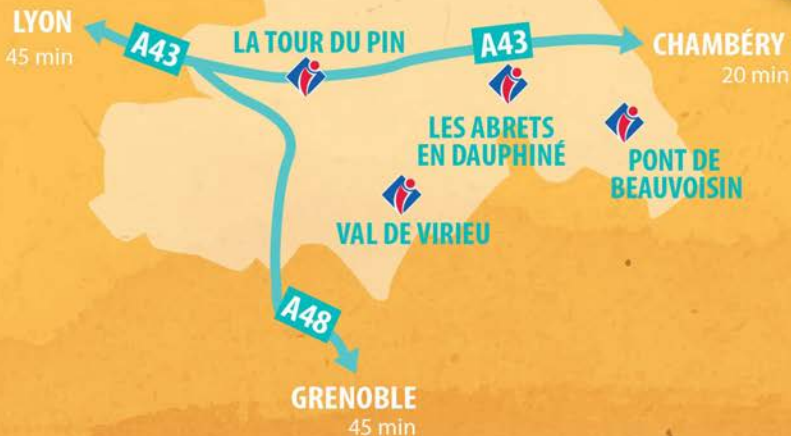 LYON
45 min
A43
LA TOUR DU PIN
A43
CHAMBÉRY
20 min
LES ABRETS
EN DAUPHINÉ
PONT DE
BEAUVOISIN
VAL DE VIRIEU
A48
GRENOBLE
45 min